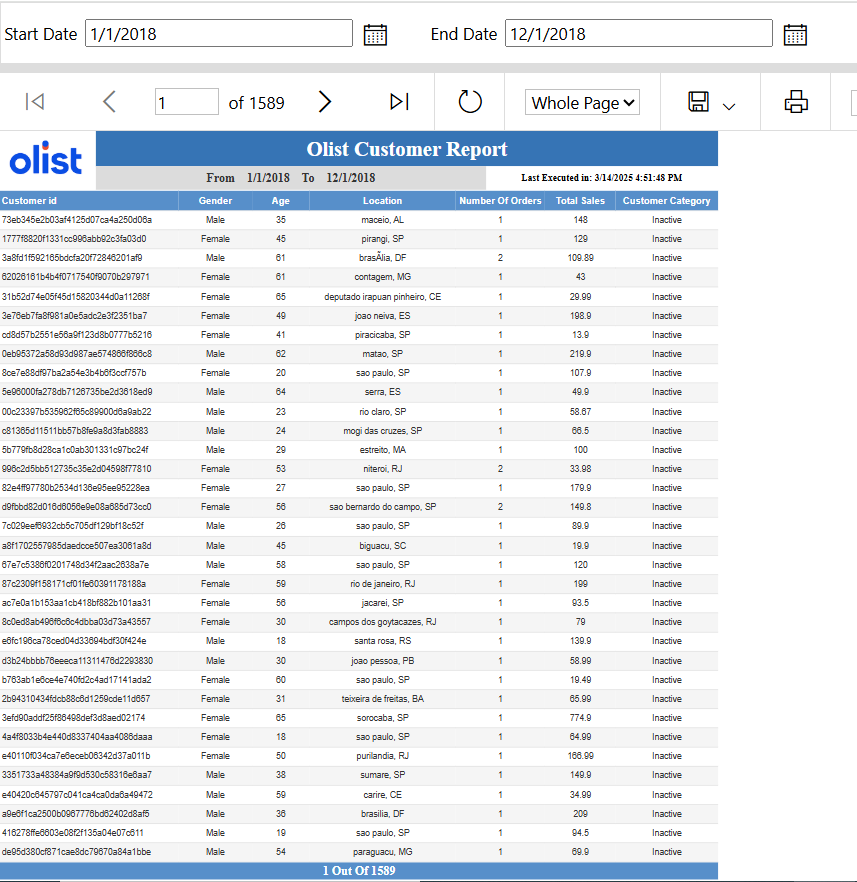 Start Date 1/1/2018 End Date 12/1/2018
1 of 1589 Whole Page
olist Olist Customer Report
From 1/1/2018 To 12/1/2018 Last Executed in: 3/14/2025 4:51:48 PM
Customer id Gender Age Location Number Of Orders Total Sales Customer Category
73eb345e2b03af4125d07ca4a250d06a Male 35 maceio, AL 1 148 Inactive
1777f8820f1331cc996abb92c3fa03d0 Female 45 pirangi, SP 1 129 Inactive
3a8fd1f592165bdcfa20f72846201af9 Male 61 brasÃ­lia, DF 2 109.89 Inactive
62026161b4b4f0717540f9070b297971 Female 61 contagem, MG 1 43 Inactive
31b52d74e05f45d15820344d0a11268f Female 65 deputado irapuan pinheiro, CE 1 29.99 Inactive
3e76eb7fa8f981a0e5adc2e3f2351ba7 Female 49 joao neiva, ES 1 198.9 Inactive
cd8d57b2551e56a9f123d8b0777b5216 Female 41 piracicaba, SP 1 13.9 Inactive
0eb95372a58d93d987ae574866f866c8 Male 62 matao, SP 1 219.9 Inactive
8ce7e88df97ba2a54e3b4b6f3ccf757b Female 20 sao paulo, SP 1 107.9 Inactive
5e96000fa278db7126735be2d3618ed9 Male 64 serra, ES 1 49.9 Inactive
00c23397b535962f65c89900d6a9ab22 Male 23 rio claro, SP 1 58.67 Inactive
c81365d11511bb57b8fe9a8d3fab8883 Male 24 mogi das cruzes, SP 1 66.5 Inactive
5b779fb8d28ca1c0ab301331c97bc24f Male 29 estreito, MA 1 100 Inactive
996c2d5bb512735c35e2d04598f77810 Female 53 niteroi, RJ 2 33.98 Inactive
82e4ff97780b2534d136e95ee95228ea Female 27 sao paulo, SP 1 179.9 Inactive
d9fbbd82d016d6056e9e08a685d73cc0 Female 56 sao bernardo do campo, SP 2 149.8 Inactive
7c029eef6932cb5c705df129bf18c52f Male 26 sao paulo, SP 1 89.9 Inactive
a8f1702557985daedcce507ea3061a8d Male 45 biguacu, SC 1 19.9 Inactive
67e7c5386f0201748d34f2aac2638a7e Male 58 sao paulo, SP 1 120 Inactive
87c2309f158171cf01fe60391178188a Female 59 rio de janeiro, RJ 1 199 Inactive
ac7e0a1b153aa1cb418bf882b101aa31 Female 56 jacarei, SP 1 93.5 Inactive
8c0ed8ab496f6c6c4dbba03d73a43557 Female 30 campos dos goytacazes, RJ 1 79 Inactive
e6fc196ca78ced04d33694bdf30f424e Male 18 santa rosa, RS 1 139.9 Inactive
d3b24bbbb76eeeca11311476d2293830 Male 30 joao pessoa, PB 1 58.99 Inactive
b763ab1e6ce4e740fd2c4ad17141ada2 Female 60 sao paulo, SP 1 19.49 Inactive
2b94310434fdcb88c6d1259cde11d657 Female 31 teixeira de freitas, BA 1 65.99 Inactive
3efd90addf25f86498def3d8aed02174 Female 65 sorocaba, SP 1 774.9 Inactive
4a4f8033b4e440d8337404aa4086daaa Female 18 sao paulo, SP 1 64.99 Inactive
e40110f034ca7e6eceb06342d37a011b Female 50 purilandia, RJ 1 166.99 Inactive
3351733a48384a9f9d530c58316e6aa7 Male 38 sumare, SP 1 149.9 Inactive
e40420c645797c041ca4ca0da6a49472 Male 59 carire, CE 1 34.99 Inactive
a9e6f1ca2500b0967776bd62402d8af5 Male 36 brasilia, DF 1 209 Inactive
416278ffe6603e08f2f135a04e07c611 Male 19 sao paulo, SP 1 94.5 Inactive
de95d380cf871cae8dc79670a84a1bbe Male 54 paraguacu, MG 1 69.9 Inactive
1 Out Of 1589